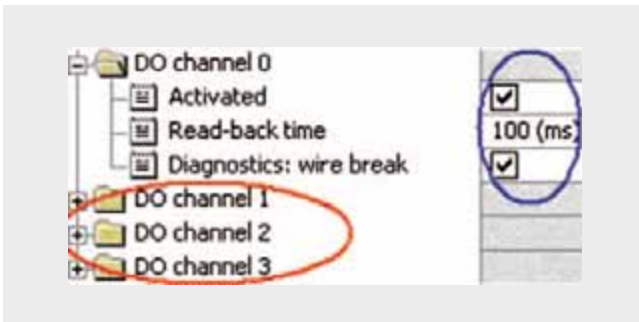 DO channel 0
Activated
Read-back time 100 (ms)
Diagnostics: wire break
DO channel 1
DO channel 2
DO channel 3